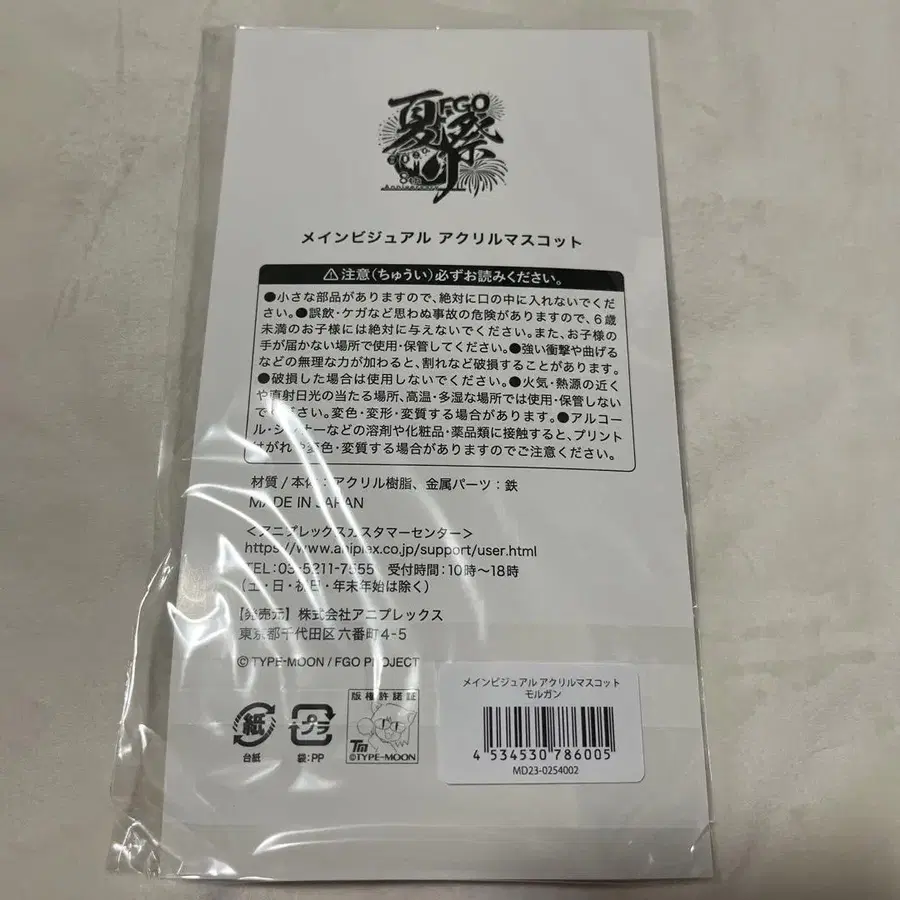 FGO
夏祭り
2023
8th
Anniversary
メインビジュアル アクリルマスコット
⚠注意(ちゅうい)必ずお読みください。
●小さな部品がありますので、絶対に口の中に入れないでくだ
さい。●誤飲・ケガなど思わぬ事故の危険がありますので、6歳
未満のお子様には絶対に与えないでください。また、お子様の
手が届かない場所で使用・保管してください。●強い衝撃や曲げる
などの無理な力が加わると、割れなど破損することがあります。
●破損した場合は使用しないでください。●火気・熱源の近く
や直射日光の当たる場所、高温・多湿な場所では使用・保管しない
でください。変色・変形・変質する場合があります。●アルコー
ル・シンナーなどの溶剤や化粧品・薬品類に接触すると、プリント
はがれや変色・変質する場合がありますのでご注意ください。
材質/本体:アクリル樹脂、金属パーツ:鉄
MADE IN JAPAN
<アニプレックスカスタマーセンター>
https://www.aniplex.co.jp/support/user.html
TEL:03-5211-7555 受付時間:10時~18時
(土・日・祝日・年末年始は除く)
【発売元】株式会社アニプレックス
東京都千代田区六番町4-5
© TYPE-MOON / FGO PROJECT
紙
台紙
プラ
袋:PP
版権許諾証
TM
©TYPE-MOON
メインビジュアル アクリルマスコット
モルガン
4 534530 786005
MD23-0254002